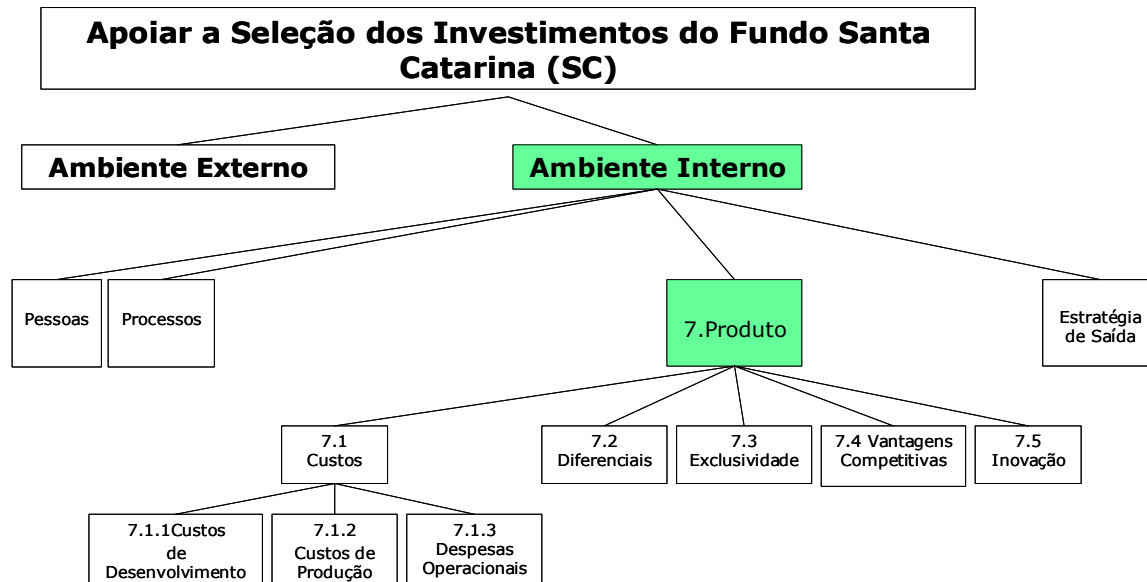 Apoiar a Seleção dos Investimentos do Fundo Santa
Catarina (SC)
Ambiente Externo
Ambiente Interno
Pessoas
Processos
7.Produto
Estratégia
de Saída
7.1
Custos
7.2
Diferenciais
7.3
Exclusividade
7.4 Vantagens
Competitivas
7.5
Inovação
7.1.1Custos
de
Desenvolvimento
7.1.2
Custos de
Produção
7.1.3
Despesas
Operacionais